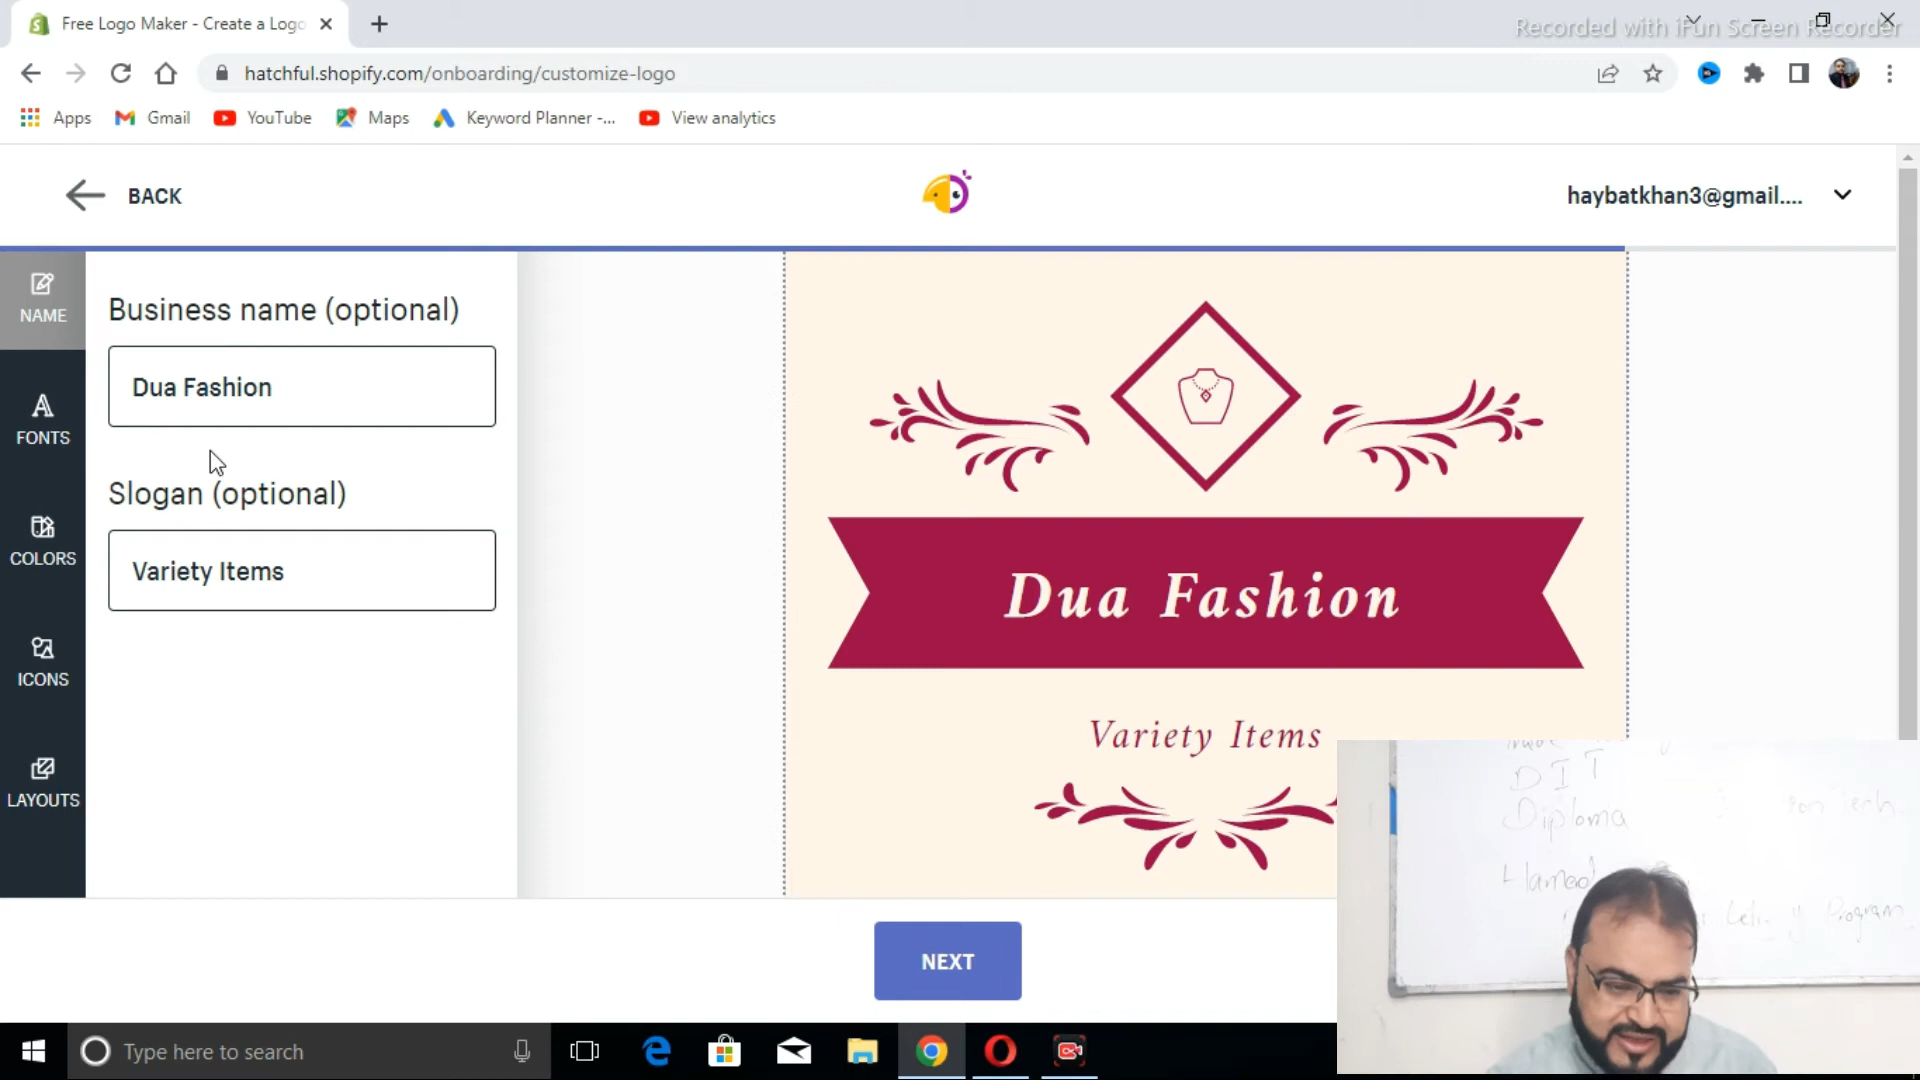 Free Logo Maker - Create a Logo
Recorded with iFun Screen Recorder
hatchful.shopify.com/onboarding/customize-logo
Apps
Gmail
YouTube
Maps
Keyword Planner -...
View analytics
BACK
haybatkhan3@gmail....
NAME
Business name (optional)
Dua Fashion
FONTS
Slogan (optional)
COLORS
Variety Items
ICONS
LAYOUTS
Dua Fashion
Variety Items
DIT
Diploma
Program
NEXT
Type here to search